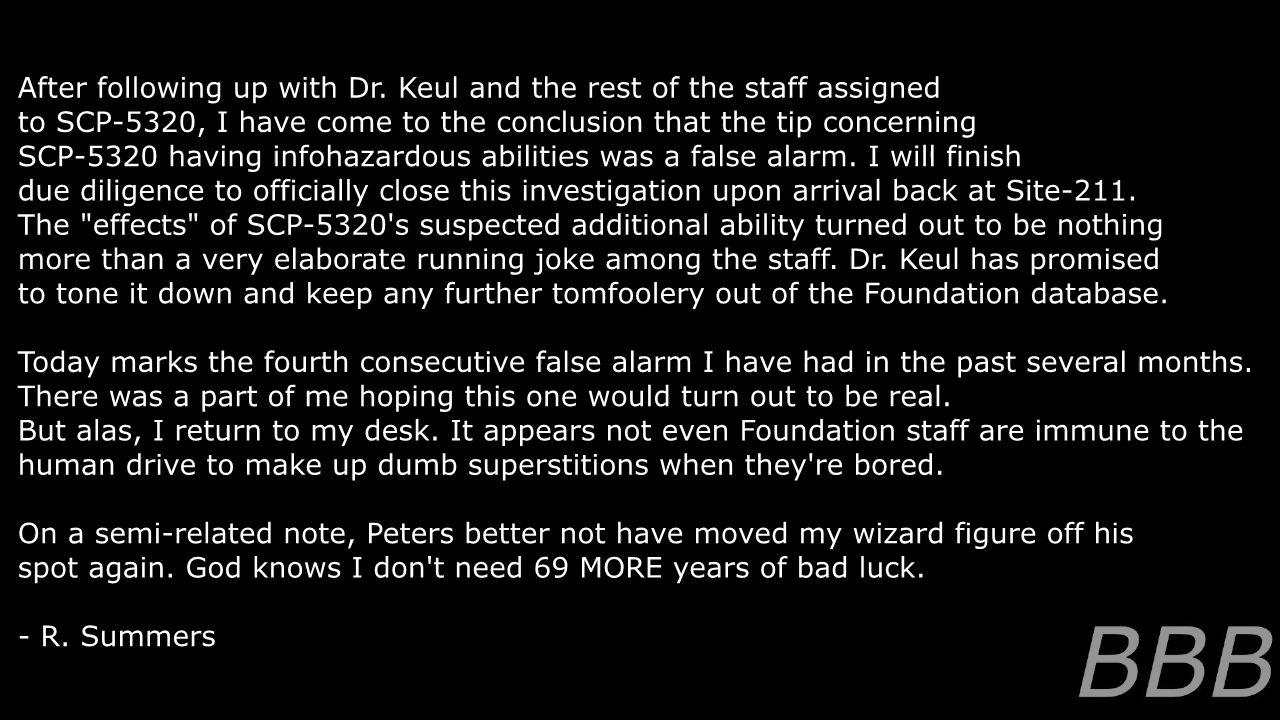 After following up with Dr. Keul and the rest of the staff assigned
to SCP-5320, I have come to the conclusion that the tip concerning
SCP-5320 having infohazardous abilities was a false alarm. I will finish
due diligence to officially close this investigation upon arrival back at Site-211.
The "effects" of SCP-5320's suspected additional ability turned out to be nothing
more than a very elaborate running joke among the staff. Dr. Keul has promised
to tone it down and keep any further tomfoolery out of the Foundation database.
Today marks the fourth consecutive false alarm I have had in the past several months.
There was a part of me hoping this one would turn out to be real.
But alas, I return to my desk. It appears not even Foundation staff are immune to the
human drive to make up dumb superstitions when they're bored.
On a semi-related note, Peters better not have moved my wizard figure off his
spot again. God knows I don't need 69 MORE years of bad luck.
- R. Summers
BBB